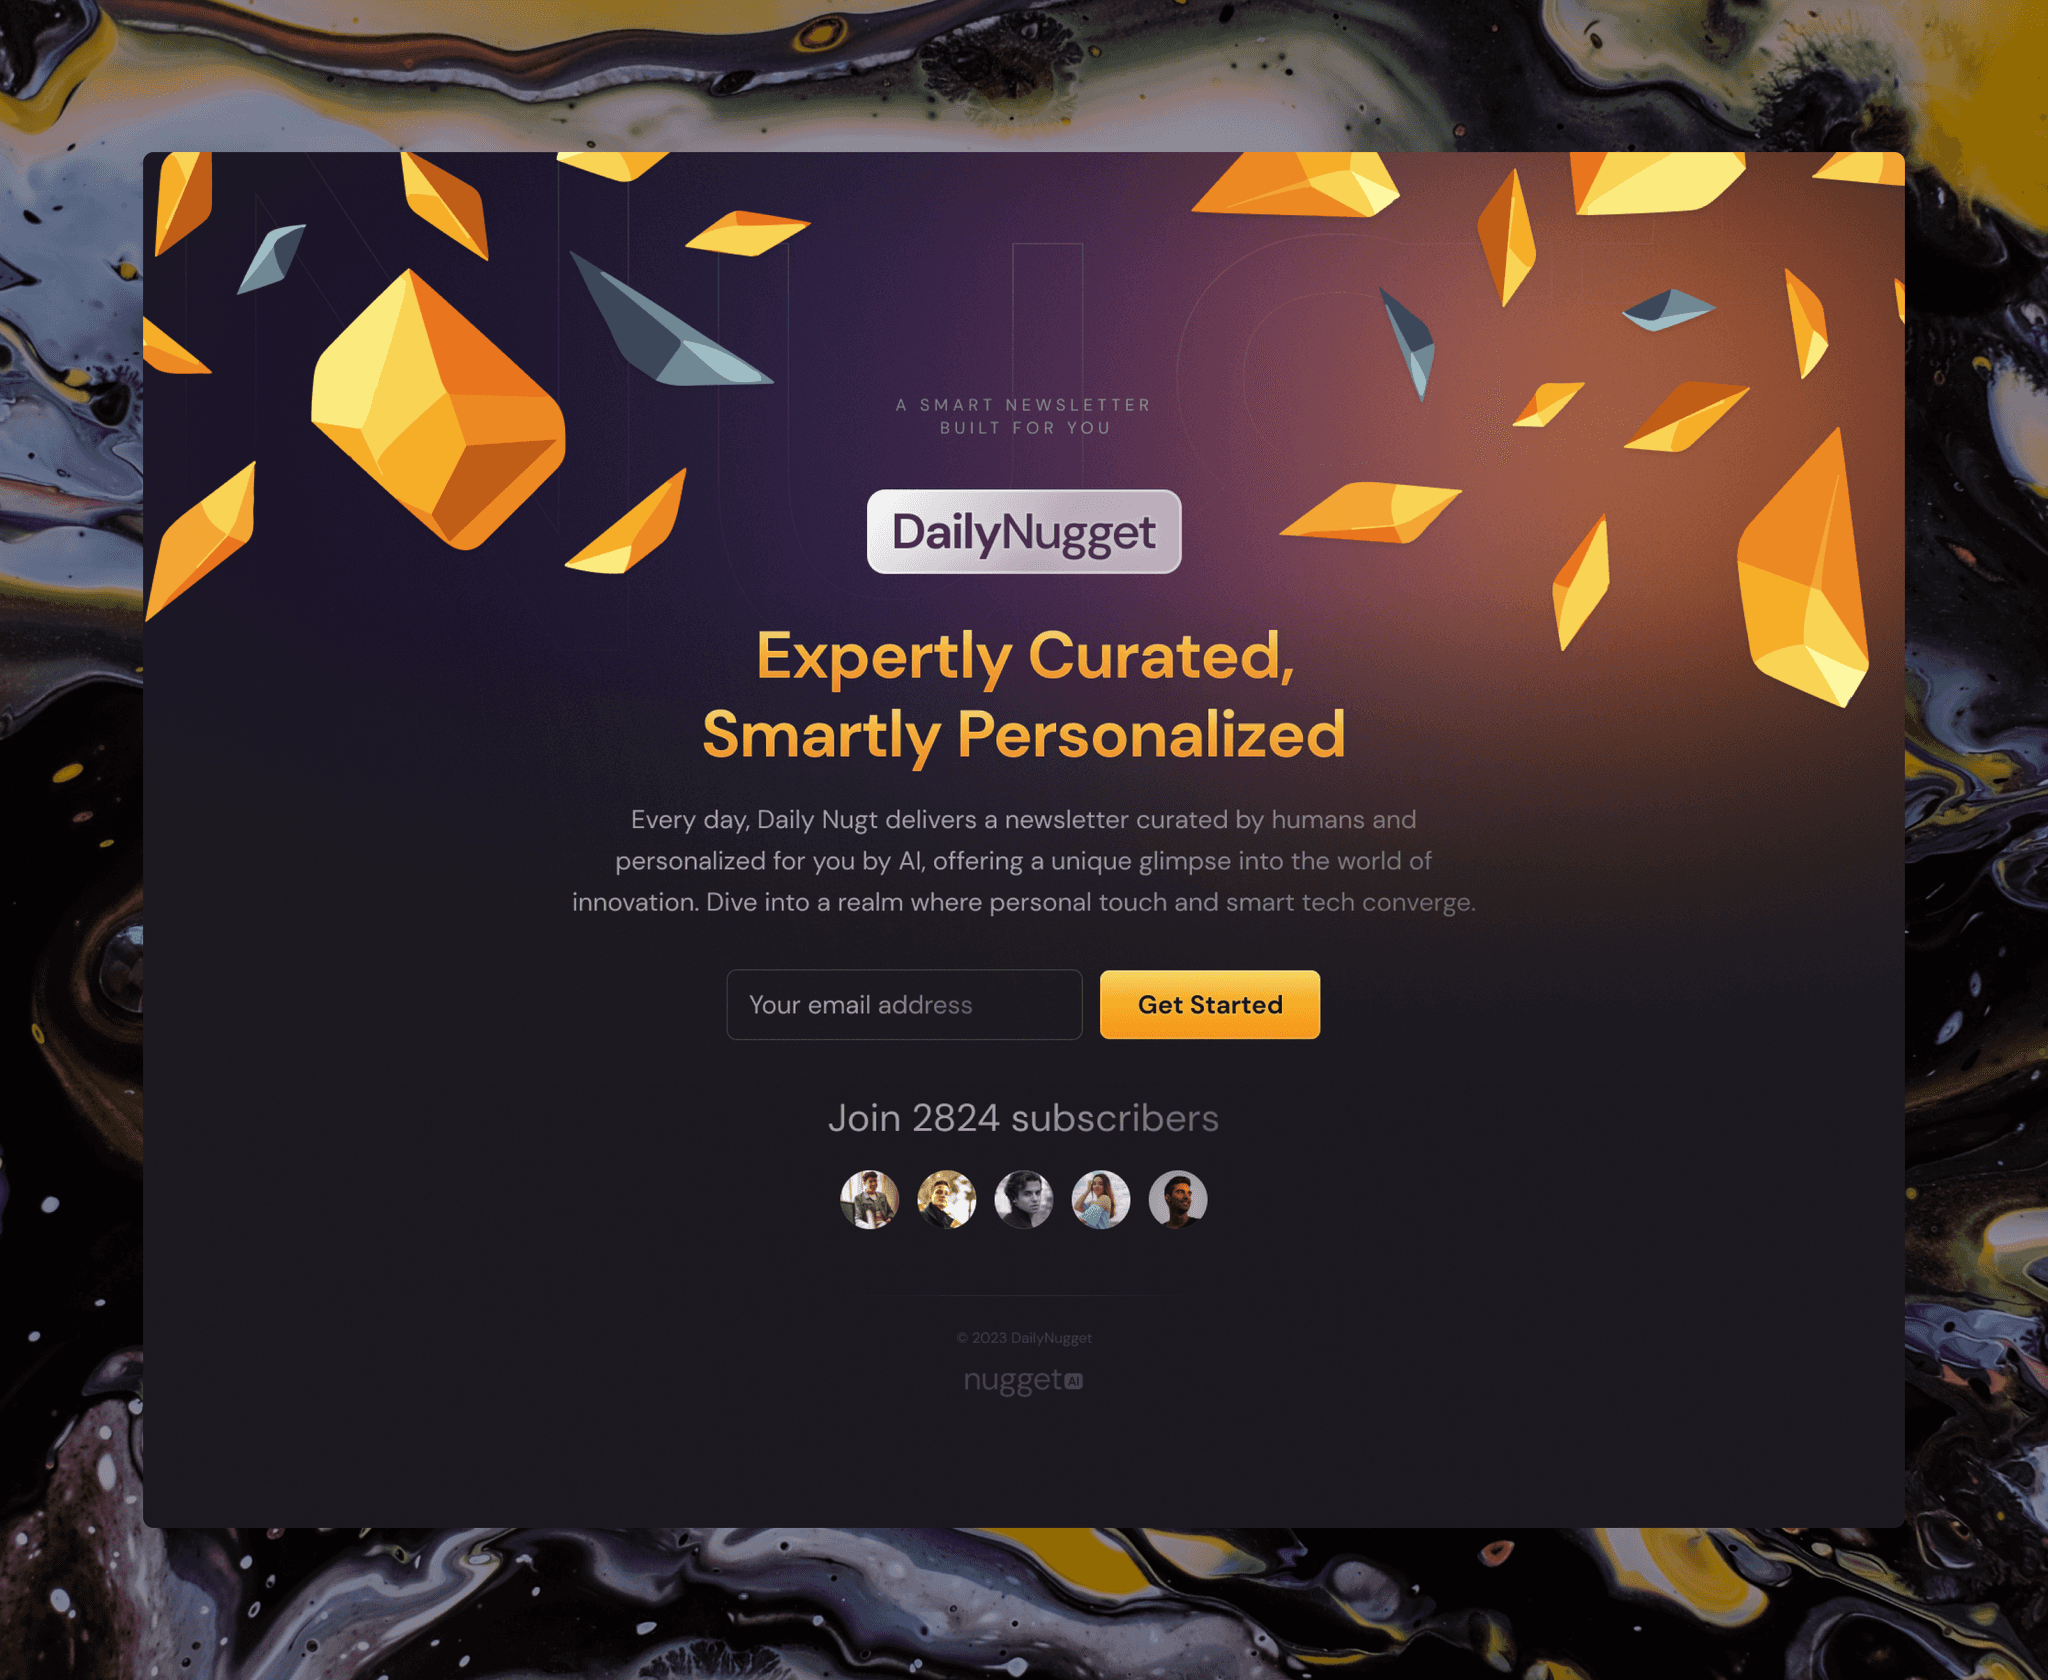 A SMART NEWSLETTER
BUILT FOR YOU
DailyNugget
Expertly Curated,
Smartly Personalized
Every day, Daily Nugt delivers a newsletter curated by humans and
personalized for you by AI, offering a unique glimpse into the world of
innovation. Dive into a realm where personal touch and smart tech converge.
Your email address
Get Started
Join 2824 subscribers
© 2023 DailyNugget
nugget AI